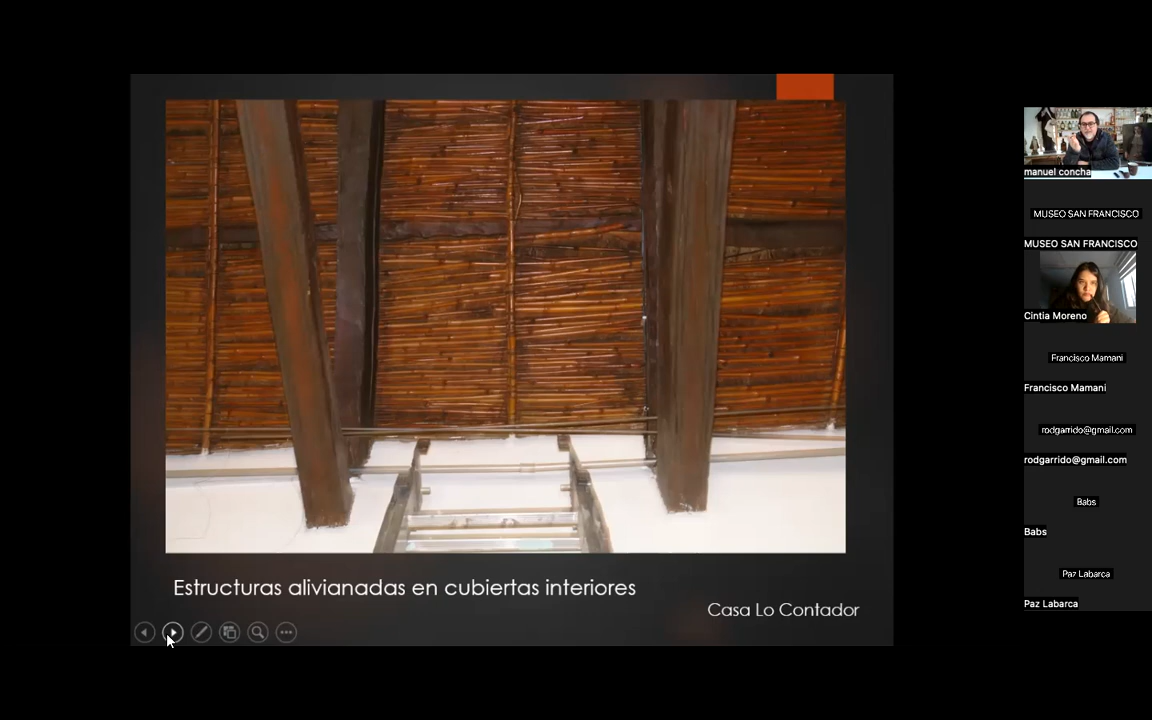 Estructuras alivianadas en cubiertas interiores
Casa Lo Contador
manuel concha
MUSEO SAN FRANCISCO
MUSEO SAN FRANCISCO
Cintia Moreno
Francisco Mamani
Francisco Mamani
rodgarrido@gmail.com
rodgarrido@gmail.com
Babs
Babs
Paz Labarca
Paz Labarca